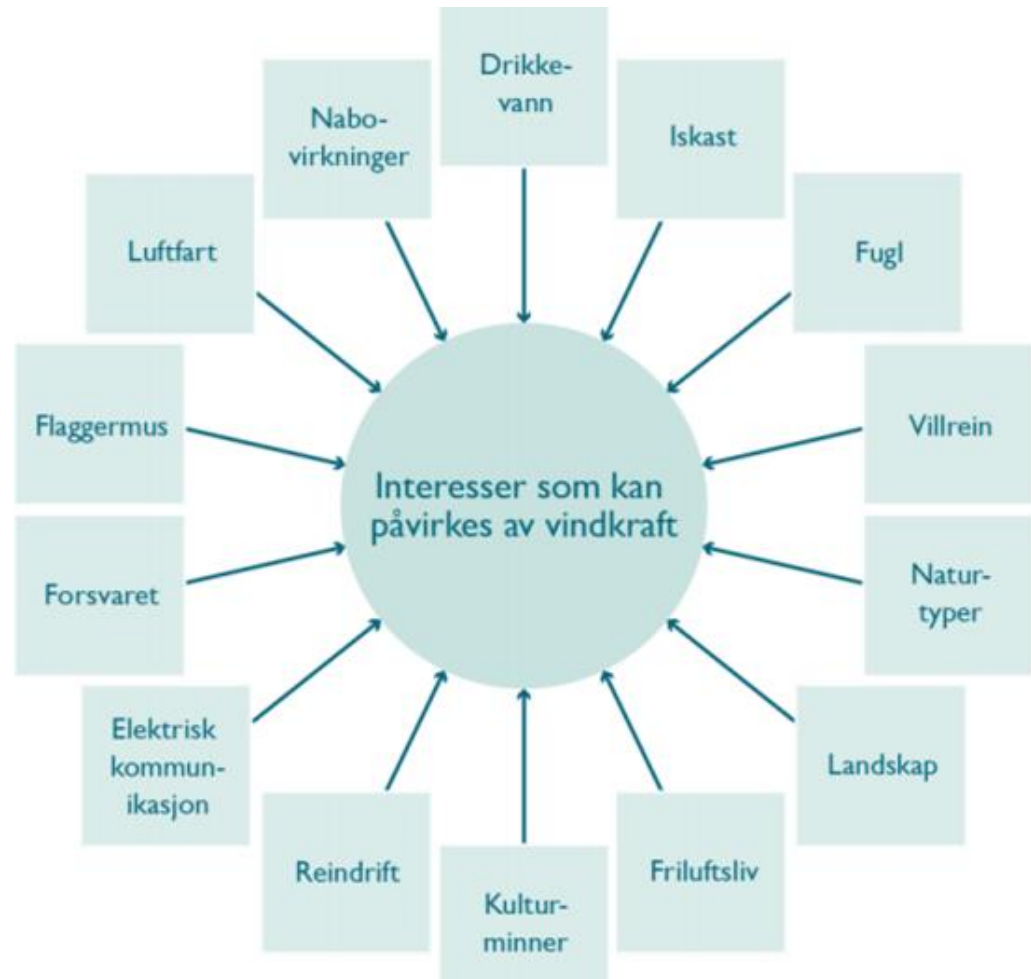 Drikke-
vann
Iskast
Fugl
Villrein
Natur-
typer
Landskap
Friluftsliv
Kultur-
minner
Reindrift
Elektrisk
kommun-
ikasjon
Forsvaret
Flaggermus
Luftfart
Nabo-
virkninger
Interesser som kan
påvirkes av vindkraft